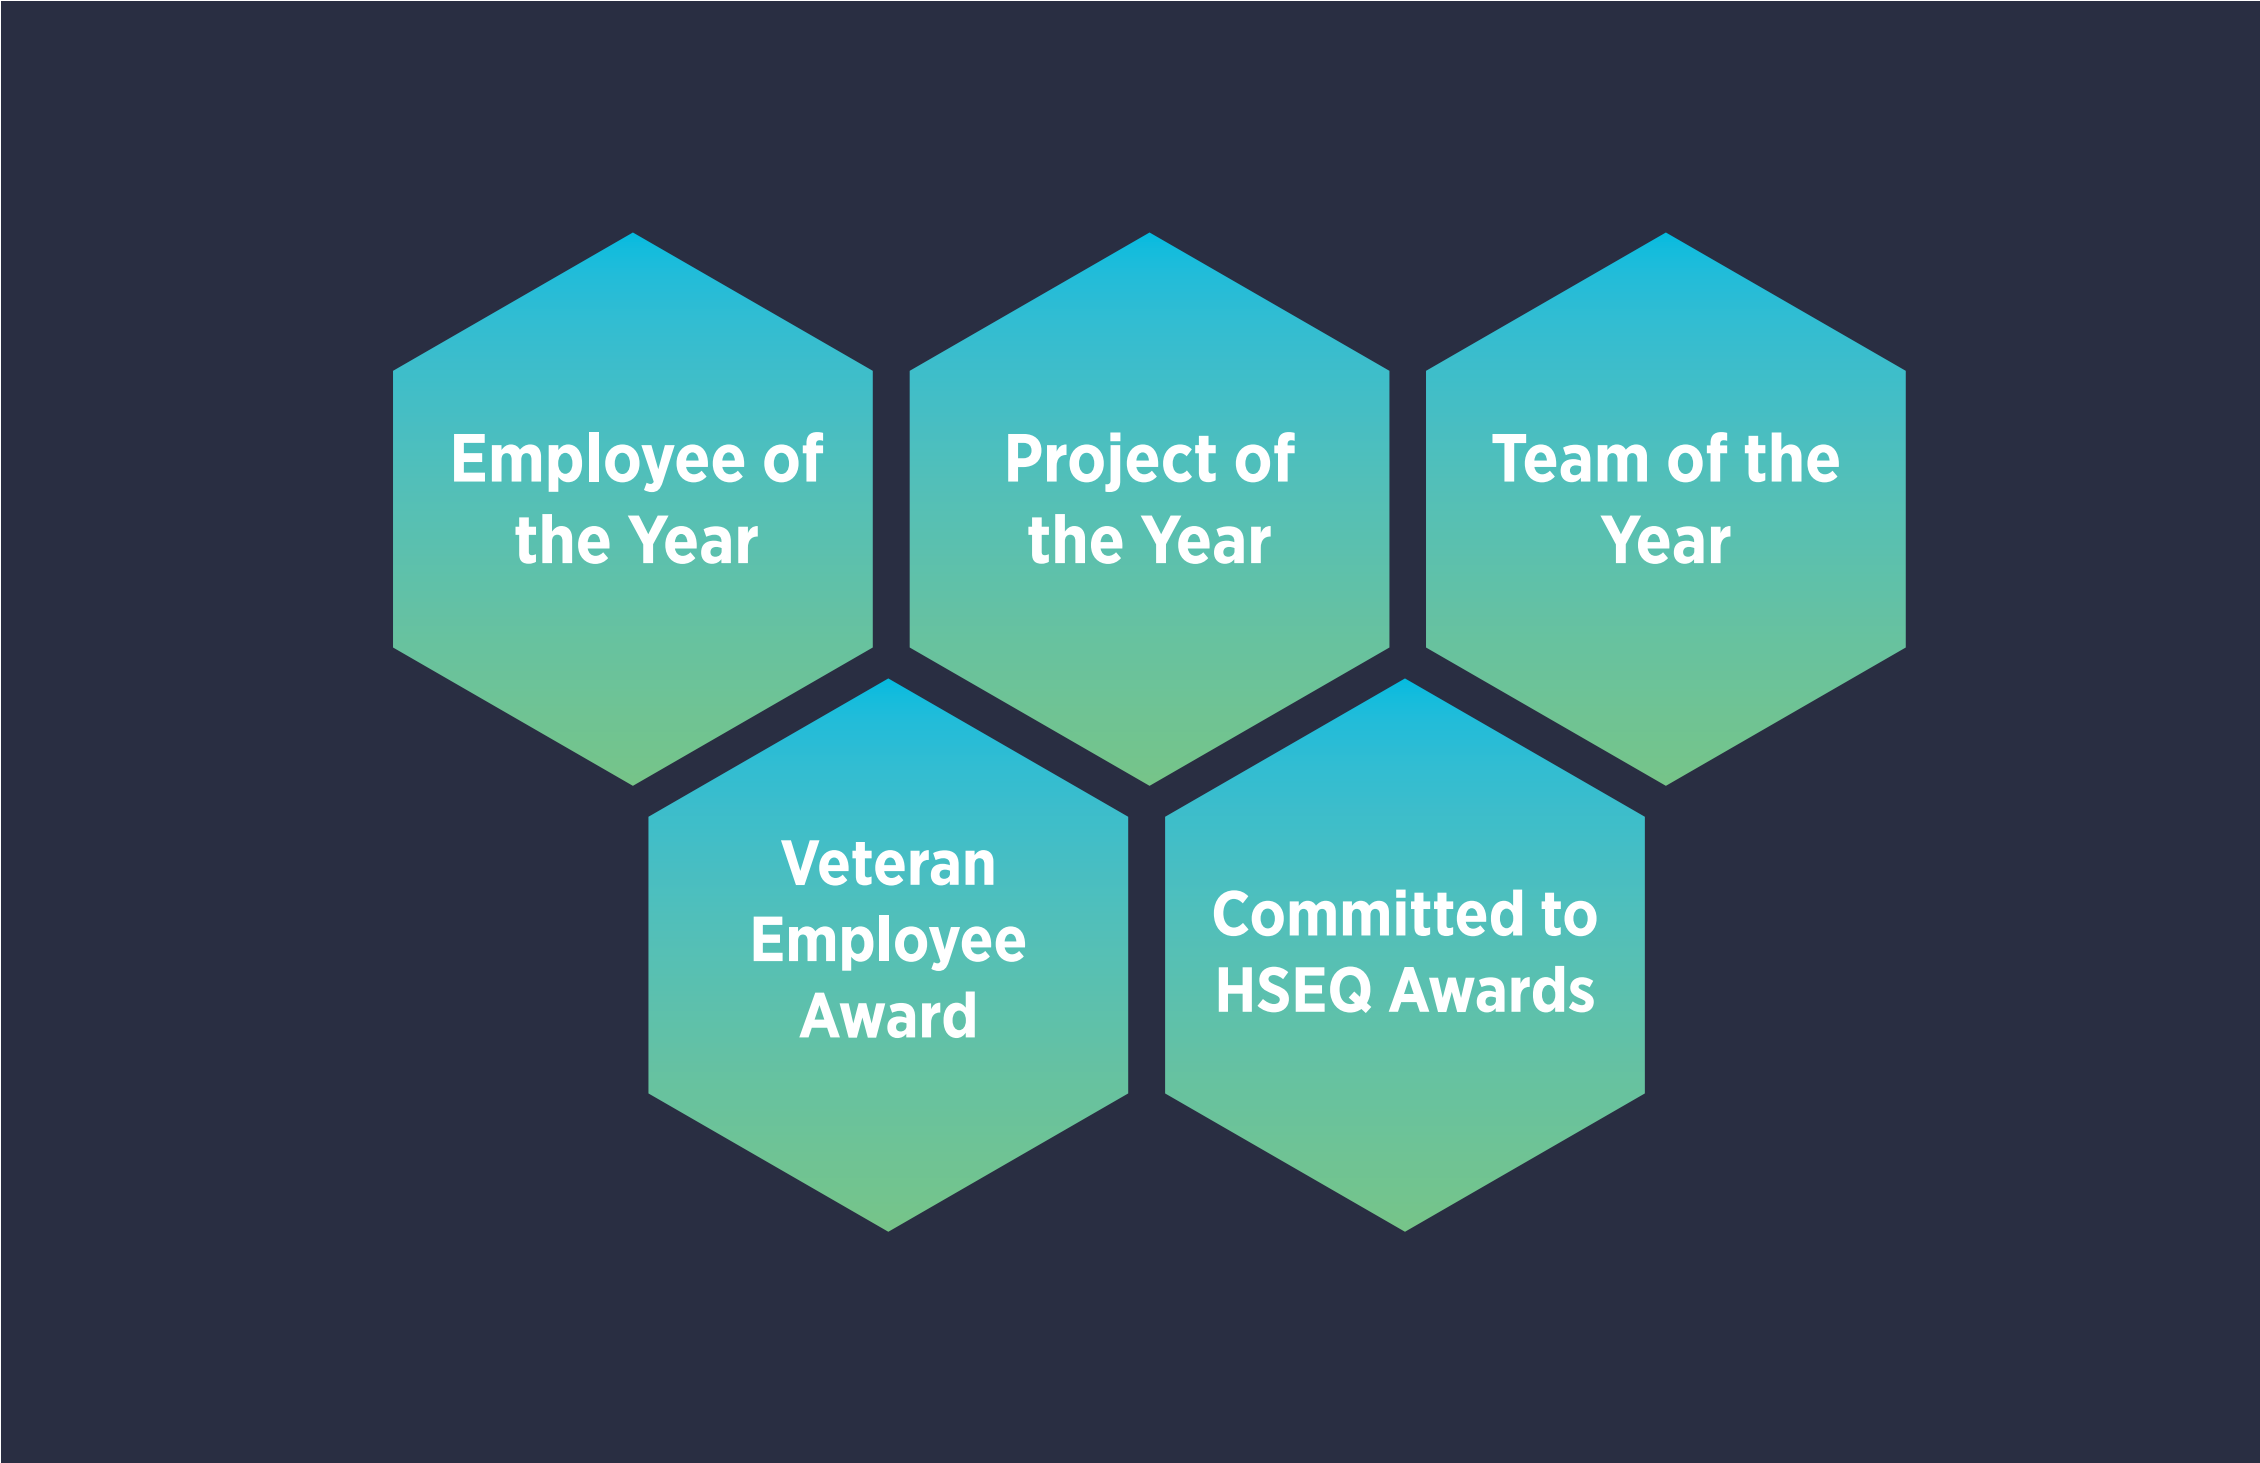 Employee of
the Year
Project of
the Year
Team of the
Year
Veteran
Employee
Award
Committed to
HSEQ Awards